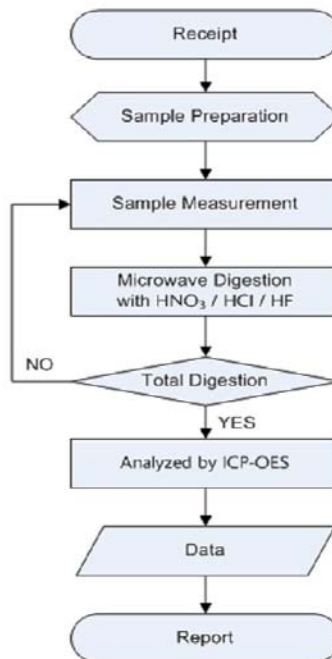 Receipt
Sample Preparation
Sample Measurement
Microwave Digestion
with HNO₃ / HCl / HF
NO
Total Digestion
YES
Analyzed by ICP-OES
Data
Report